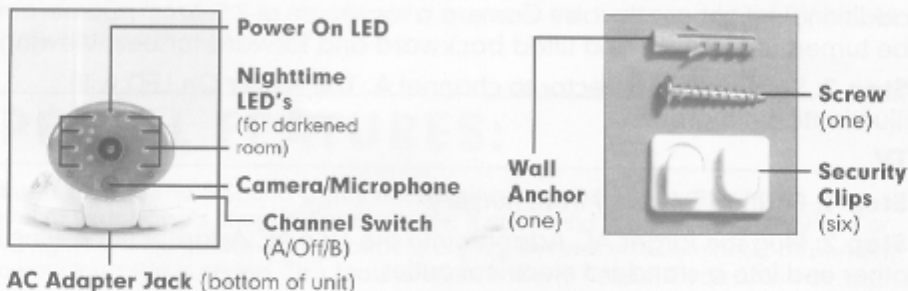 Power On LED
Nighttime
LED's
(for darkened
room)
Camera/Microphone
Channel Switch
(A/Off/B)
AC Adapter Jack (bottom of unit)
Wall
Anchor
(one)
Screw
(one)
Security
Clips
(six)